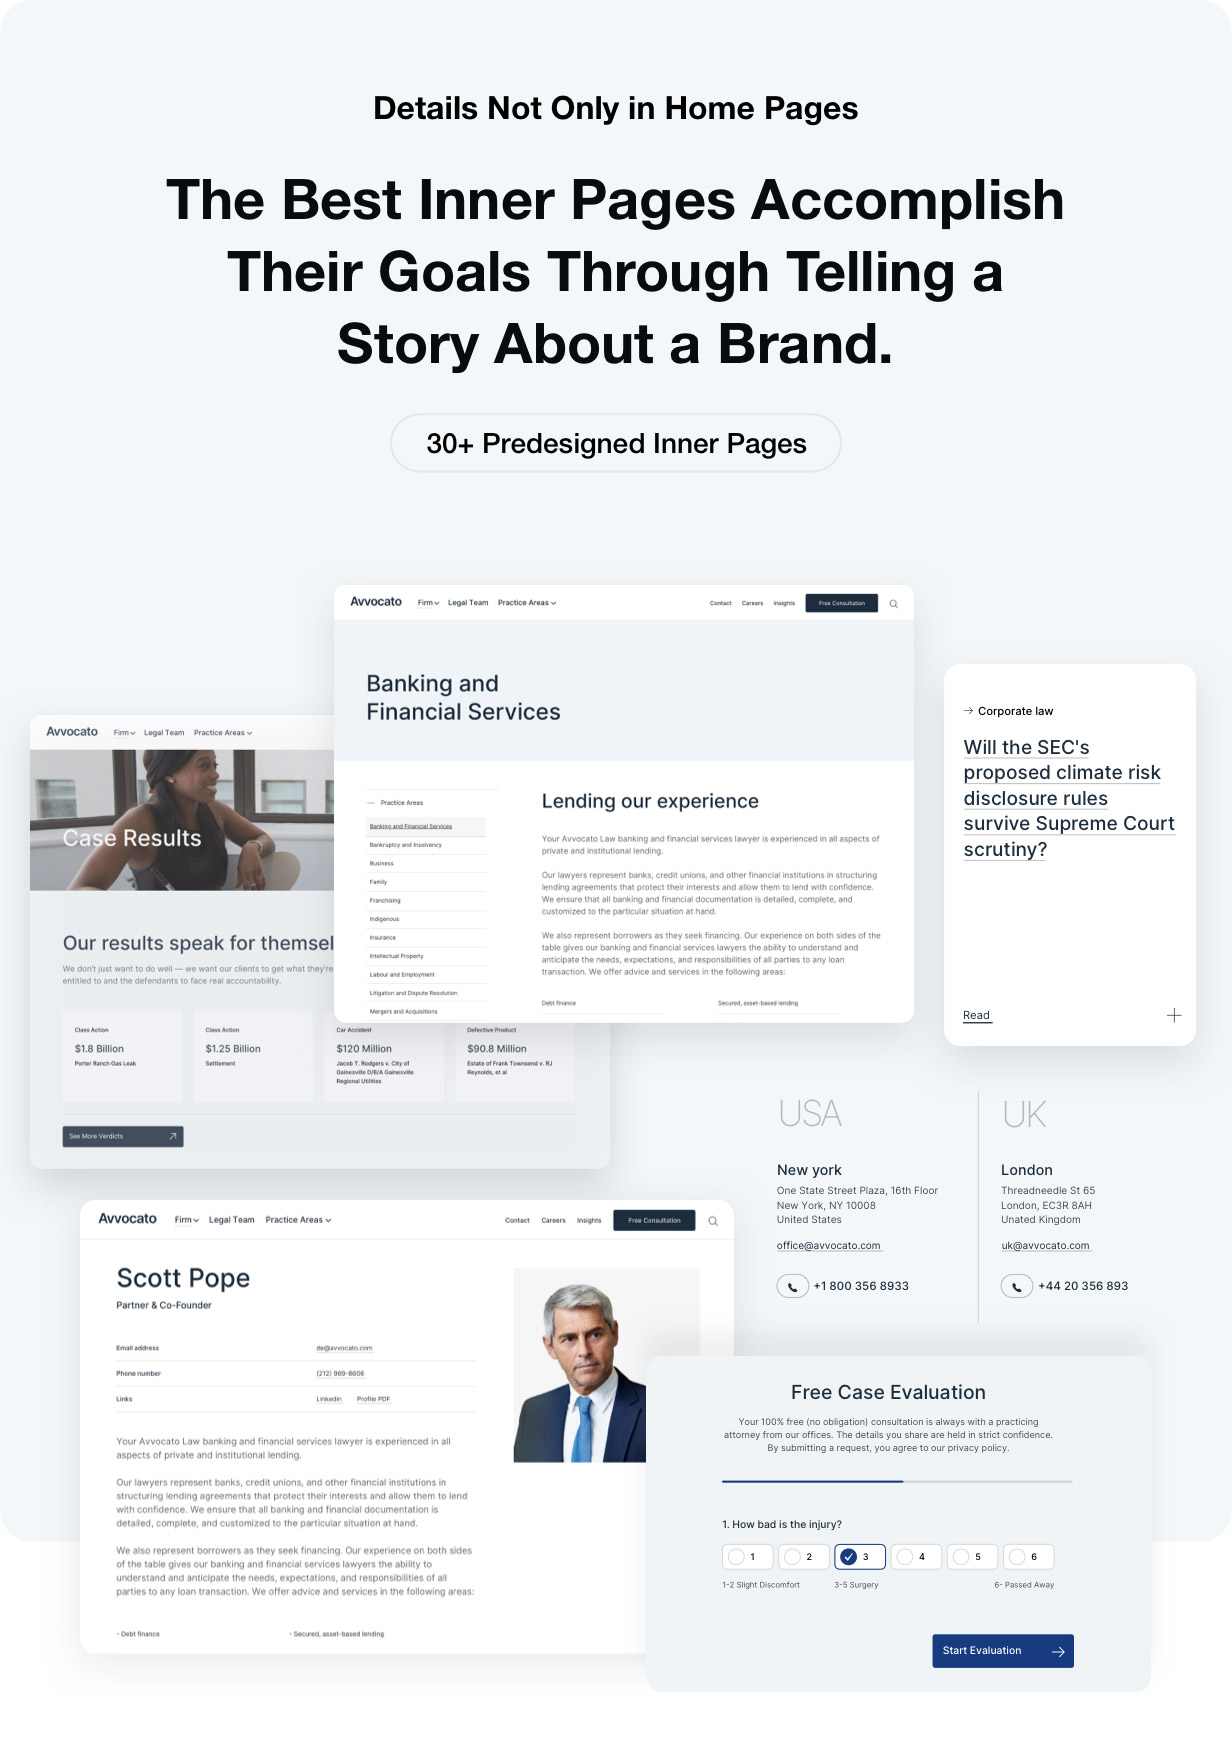 Details Not Only in Home Pages
The Best Inner Pages Accomplish
Their Goals Through Telling a
Story About a Brand.
30+ Predesigned Inner Pages
Avvocato Firm Legal Team Practice Areas Contact Careers Insights Free Consultation
Banking and
Financial Services
Practice Areas
Banking and Financial Services
Bankruptcy and Insolvency
Business
Family
Franchising
Indigenous
Insurance
Intellectual Property
Labour and Employment
Litigation and Dispute Resolution
Mergers and Acquisitions
Lending our experience
Your Avvocato Law banking and financial services lawyer is experienced in all aspects of
private and institutional lending.
Our lawyers represent banks, credit unions, and other financial institutions in structuring
lending agreements that protect their interests and allow them to lend with confidence.
We ensure that all banking and financial documentation is detailed, complete, and
customized to the particular situation at hand.
We also represent borrowers as they seek financing. Our experience on both sides of the
table gives our banking and financial services lawyers the ability to understand and
anticipate the needs, expectations, and responsibilities of all parties to any loan
transaction. We offer advice and services in the following areas:
Debt finance Secured, asset-based lending
→ Corporate law
Will the SEC's
proposed climate risk
disclosure rules
survive Supreme Court
scrutiny?
Read
Avvocato Firm Legal Team Practice Areas
Case Results
Our results speak for themsel
We don't just want to do well — we want our clients to get what they're
entitled to and the defendants to face real accountability.
Class Action
$1.8 Billion
Porter Ranch Gas Leak
Class Action
$1.25 Billion
Settlement
Car Accident
$120 Million
Jacob T. Rodgers v. City of
Gainesville D/B/A Gainesville
Regional Utilities
Defective Product
$90.8 Million
Estate of Frank Townsend v. RJ
Reynolds, et al
See More Verdicts
USA
New york
One State Street Plaza, 16th Floor
New York, NY 10008
United States
office@avvocato.com
+1 800 356 8933
UK
London
Threadneedle St 65
London, EC3R 8AH
Unated Kingdom
uk@avvocato.com
+44 20 356 893
Avvocato Firm Legal Team Practice Areas Contact Careers Insights Free Consultation
Scott Pope
Partner & Co-Founder
Email address de@avvocato.com
Phone number (212) 969-8606
Links Linkedin Profile PDF
Your Avvocato Law banking and financial services lawyer is experienced in all
aspects of private and institutional lending.
Our lawyers represent banks, credit unions, and other financial institutions in
structuring lending agreements that protect their interests and allow them to lend
with confidence. We ensure that all banking and financial documentation is
detailed, complete, and customized to the particular situation at hand.
We also represent borrowers as they seek financing. Our experience on both sides
of the table gives our banking and financial services lawyers the ability to
understand and anticipate the needs, expectations, and responsibilities of all
parties to any loan transaction. We offer advice and services in the following areas:
- Debt finance - Secured, asset-based lending
Free Case Evaluation
Your 100% free (no obligation) consultation is always with a practicing
attorney from our offices. The details you share are held in strict confidence.
By submitting a request, you agree to our privacy policy.
1. How bad is the injury?
1 2 3 4 5 6
1-2 Slight Discomfort 3-5 Surgery 6- Passed Away
Start Evaluation